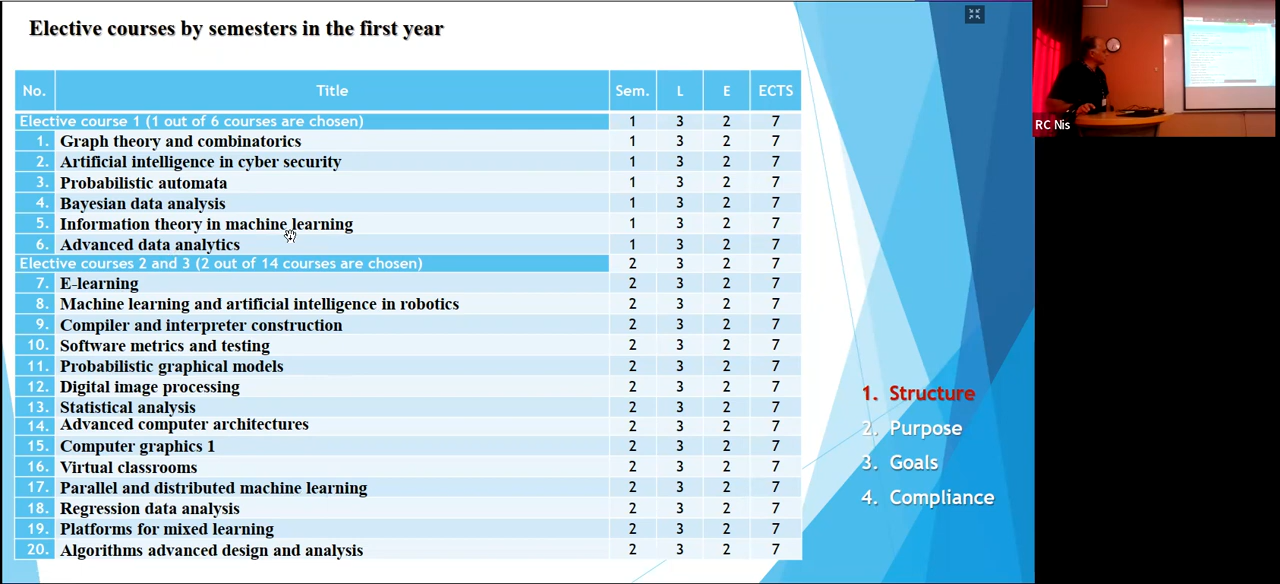 Elective courses by semesters in the first year
No. Title Sem. L E ECTS
Elective course 1 (1 out of 6 courses are chosen) 1 3 2 7
1. Graph theory and combinatorics 1 3 2 7
2. Artificial intelligence in cyber security 1 3 2 7
3. Probabilistic automata 1 3 2 7
4. Bayesian data analysis 1 3 2 7
5. Information theory in machine learning 1 3 2 7
6. Advanced data analytics 1 3 2 7
Elective courses 2 and 3 (2 out of 14 courses are chosen) 2 3 2 7
7. E-learning 2 3 2 7
8. Machine learning and artificial intelligence in robotics 2 3 2 7
9. Compiler and interpreter construction 2 3 2 7
10. Software metrics and testing 2 3 2 7
11. Probabilistic graphical models 2 3 2 7
12. Digital image processing 2 3 2 7
13. Statistical analysis 2 3 2 7
14. Advanced computer architectures 2 3 2 7
15. Computer graphics 1 2 3 2 7
16. Virtual classrooms 2 3 2 7
17. Parallel and distributed machine learning 2 3 2 7
18. Regression data analysis 2 3 2 7
19. Platforms for mixed learning 2 3 2 7
20. Algorithms advanced design and analysis 2 3 2 7
1. Structure
2. Purpose
3. Goals
4. Compliance
RC Nis